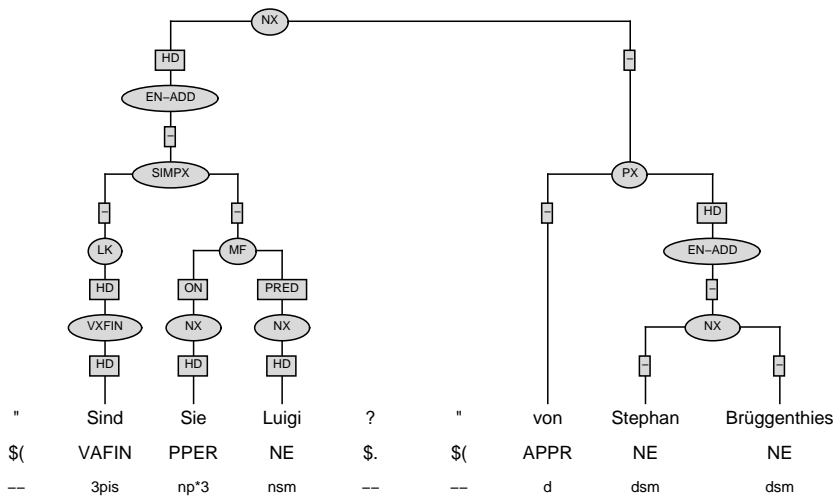 NX
HD –
EN–ADD
–
SIMPX PX
– – – HD
LK MF EN–ADD
HD ON PRED –
VXFIN NX NX NX
HD HD HD – –
" Sind Sie Luigi ? " von Stephan Brüggenthies
$( VAFIN PPER NE $. $( APPR NE NE
–– 3pis np*3 nsm –– –– d dsm dsm